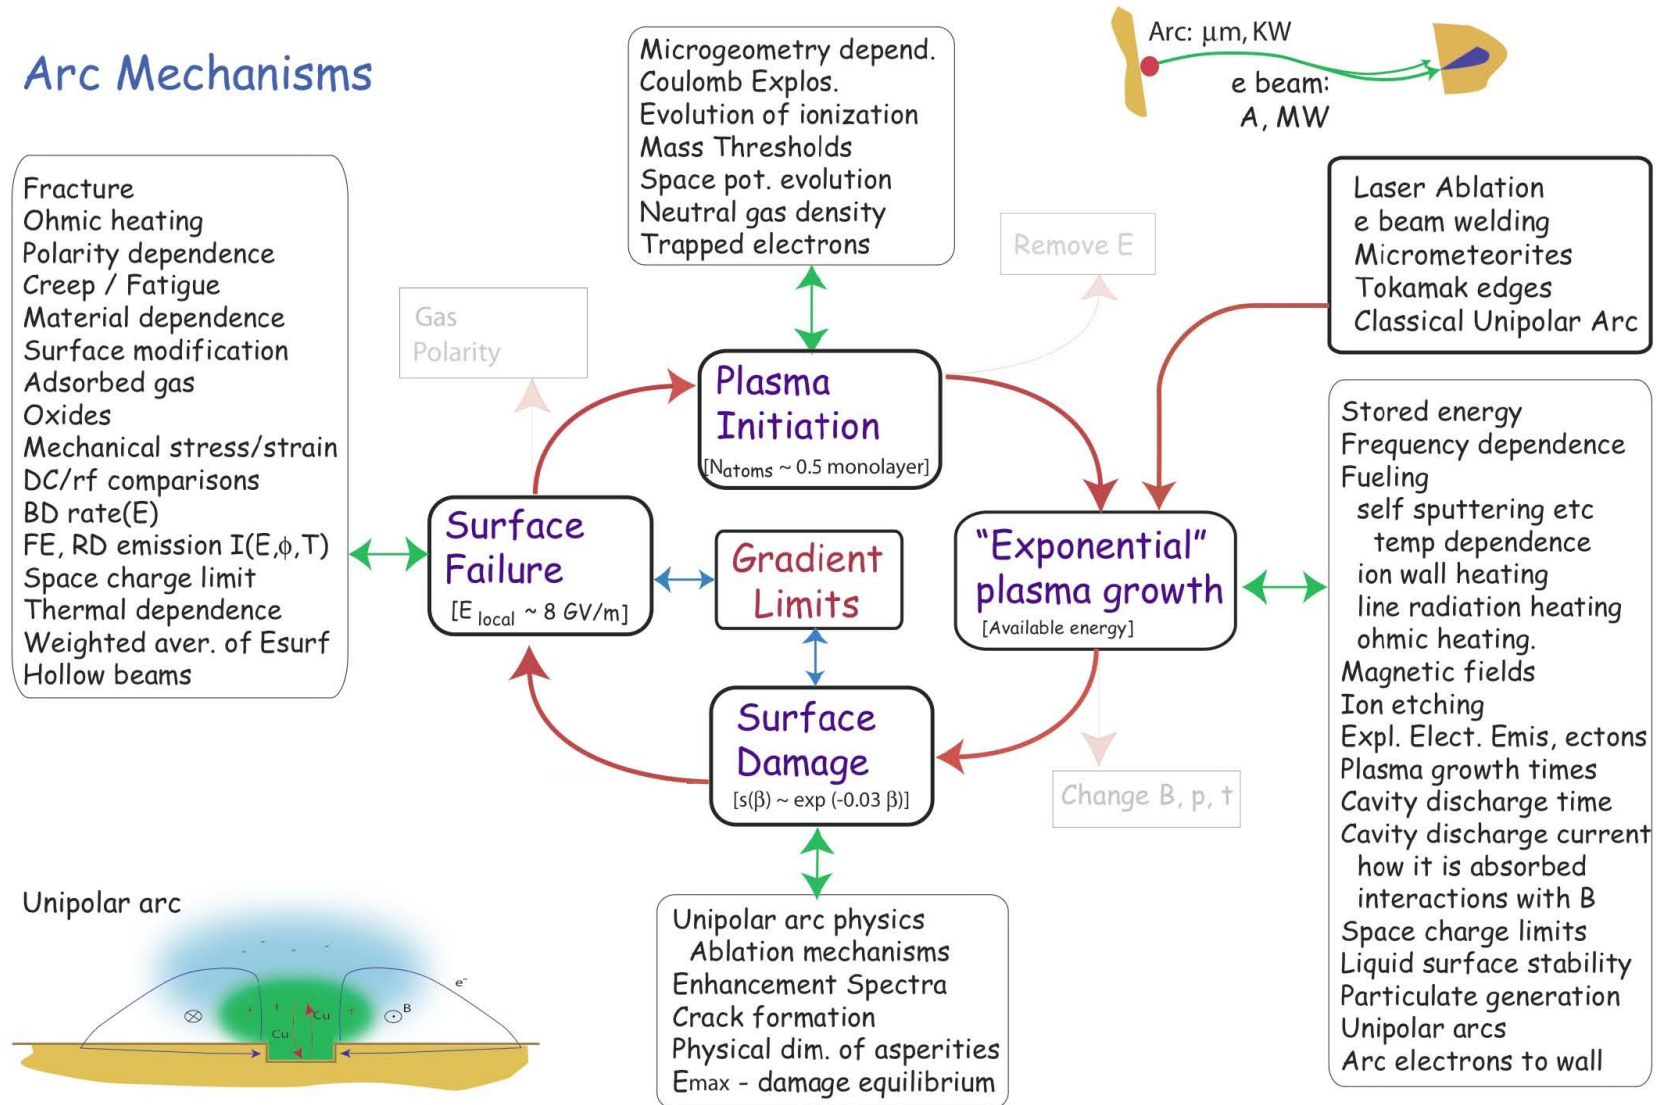 Arc Mechanisms
Microgeometry depend.
Coulomb Explos.
Evolution of ionization
Mass Thresholds
Space pot. evolution
Neutral gas density
Trapped electrons
Arc: μm, KW
e beam:
A, MW
Fracture
Ohmic heating
Polarity dependence
Creep / Fatigue
Material dependence
Surface modification
Adsorbed gas
Oxides
Mechanical stress/strain
DC/rf comparisons
BD rate(E)
FE, RD emission I(E,ϕ,T)
Space charge limit
Thermal dependence
Weighted aver. of Esurf
Hollow beams
Gas
Polarity
Remove E
Laser Ablation
e beam welding
Micrometeorites
Tokamak edges
Classical Unipolar Arc
Plasma
Initiation
[Natoms ~ 0.5 monolayer]
Surface
Failure
[E local ~ 8 GV/m]
Gradient
Limits
“Exponential”
plasma growth
[Available energy]
Surface
Damage
[s(β) ~ exp (-0.03 β)]
Change B, p, t
Stored energy
Frequency dependence
Fueling
self sputtering etc
temp dependence
ion wall heating
line radiation heating
ohmic heating.
Magnetic fields
Ion etching
Expl. Elect. Emis, ectons
Plasma growth times
Cavity discharge time
Cavity discharge current
how it is absorbed
interactions with B
Space charge limits
Liquid surface stability
Particulate generation
Unipolar arcs
Arc electrons to wall
Unipolar arc physics
Ablation mechanisms
Enhancement Spectra
Crack formation
Physical dim. of asperities
Emax - damage equilibrium
Unipolar arc
- - - -
e-
+ + +
Cu
B
Cu